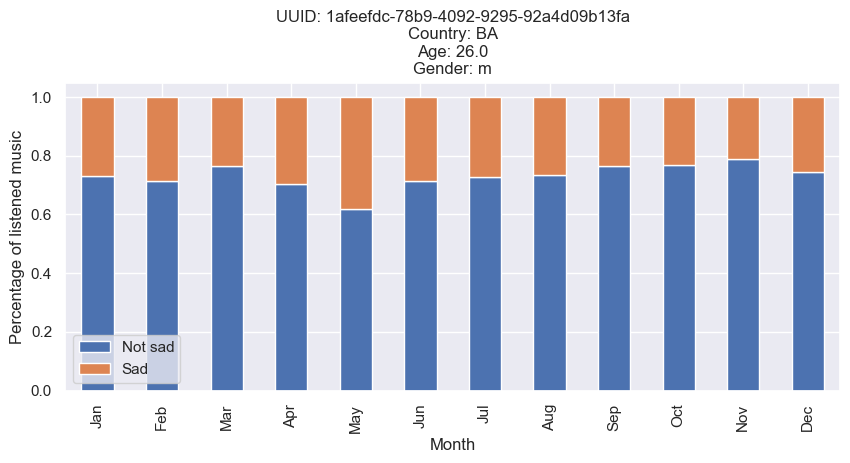 UUID: 1afeefdc-78b9-4092-9295-92a4d09b13fa
Country: BA
Age: 26.0
Gender: m
Percentage of listened music
1.0
0.8
0.6
0.4
0.2
0.0
Not sad
Sad
Jan
Feb
Mar
Apr
May
Jun
Jul
Aug
Sep
Oct
Nov
Dec
Month